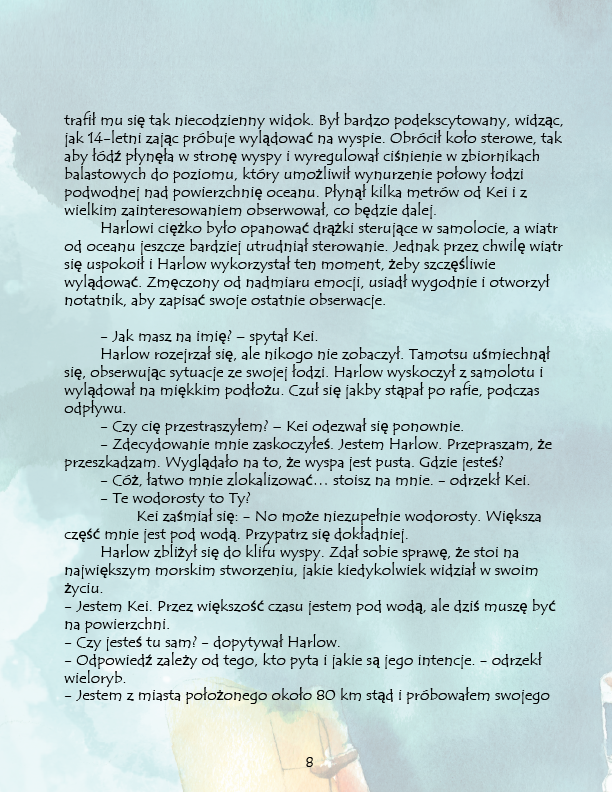 trafił mu się tak niecodzienny widok. Był bardzo podekscytowany, widząc,
jak 14-letni zając próbuje wylądować na wyspie. Obrócił koło sterowe, tak
aby łódź płynęła w stronę wyspy i wyregulował ciśnienie w zbiornikach
balastowych do poziomu, który umożliwił wynurzenie połowy łodzi
podwodnej nad powierzchnię oceanu. Płynął kilka metrów od Kei i z
wielkim zainteresowaniem obserwował, co będzie dalej.
Harlowi ciężko było opanować drążki sterujące w samolocie, a wiatr
od oceanu jeszcze bardziej utrudniał sterowanie. Jednak przez chwilę wiatr
się uspokoił i Harlow wykorzystał ten moment, żeby szczęśliwie
wylądować. Zmęczony od nadmiaru emocji, usiadł wygodnie i otworzył
notatnik, aby zapisać swoje ostatnie obserwacje.
– Jak masz na imię? – spytał Kei.
Harlow rozejrzał się, ale nikogo nie zobaczył. Tamotsu uśmiechnął
się, obserwując sytuacje ze swojej łodzi. Harlow wyskoczył z samolotu i
wylądował na miękkim podłożu. Czuł się jakby stąpał po rafie, podczas
odpływu.
– Czy cię przestraszyłem? – Kei odezwał się ponownie.
– Zdecydowanie mnie zaskoczyłeś. Jestem Harlow. Przepraszam, że
przeszkadzam. Wyglądało na to, że wyspa jest pusta. Gdzie jesteś?
– Cóż, łatwo mnie zlokalizować… stoisz na mnie. - odrzekł Kei.
– Te wodorosty to Ty?
Kei zaśmiał się: - No może niezupełnie wodorosty. Większa
część mnie jest pod wodą. Przypatrz się dokładniej.
Harlow zbliżył się do klifu wyspy. Zdał sobie sprawę, że stoi na
największym morskim stworzeniu, jakie kiedykolwiek widział w swoim
życiu.
– Jestem Kei. Przez większość czasu jestem pod wodą, ale dziś muszę być
na powierzchni.
– Czy jesteś tu sam? - dopytywał Harlow.
– Odpowiedź zależy od tego, kto pyta i jakie są jego intencje. - odrzekł
wieloryb.
– Jestem z miasta położonego około 80 km stąd i próbowałem swojego
8